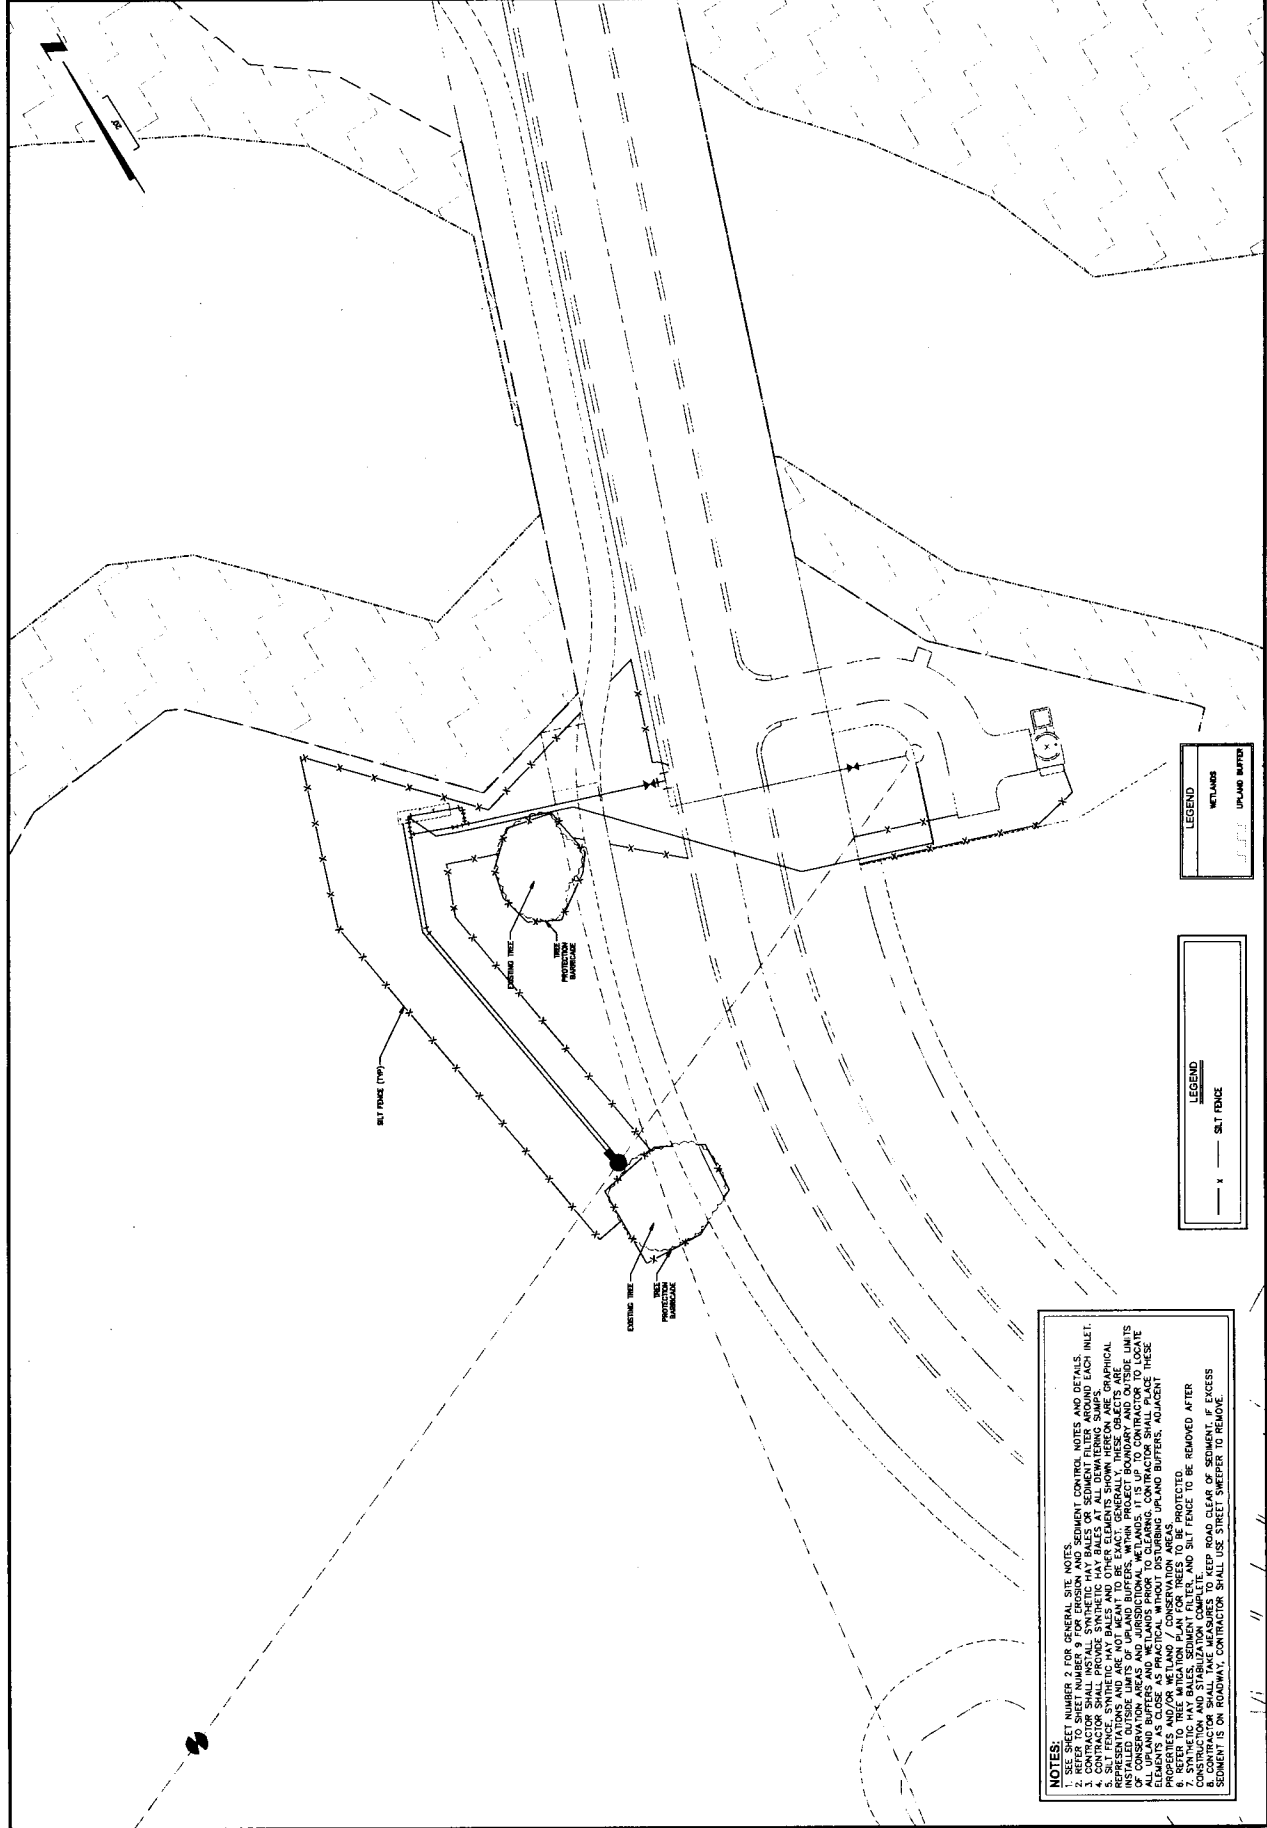 20'
SILT FENCE (TYP)
EXISTING TREE
TREE
PROTECTION
BARRICADE
EXISTING TREE
TREE
PROTECTION
BARRICADE
LEGEND
WETLANDS
UPLAND BUFFER
LEGEND
x SILT FENCE
NOTES:
1. SEE SHEET NUMBER 2 FOR GENERAL SITE NOTES.
2. REFER TO SHEET NUMBER 9 FOR EROSION AND SEDIMENT CONTROL NOTES AND DETAILS.
3. CONTRACTOR SHALL INSTALL SYNTHETIC HAY BALES OR SEDIMENT FILTER AROUND EACH INLET.
4. CONTRACTOR SHALL PROVIDE SYNTHETIC HAY BALES AT ALL DEWATERING SUMPS.
5. SILT FENCE, SYNTHETIC HAY BALES AND OTHER ELEMENTS SHOWN HEREON ARE GRAPHICAL
REPRESENTATIONS AND ARE NOT MEANT TO BE EXACT. GENERALLY, THESE OBJECTS ARE
INSTALLED OUTSIDE LIMITS OF UPLAND BUFFERS, WITHIN PROJECT BOUNDARY AND OUTSIDE LIMITS
OF CONSERVATION AREAS AND JURISDICTIONAL WETLANDS. IT IS UP TO CONTRACTOR TO LOCATE
ALL UPLAND BUFFERS AND WETLANDS PRIOR TO CLEARING. CONTRACTOR SHALL PLACE THESE
ELEMENTS AS CLOSE AS PRACTICAL WITHOUT DISTURBING UPLAND BUFFERS, ADJACENT
PROPERTIES AND/OR WETLAND / CONSERVATION AREAS.
6. REFER TO TREE MITIGATION PLAN FOR TREES TO BE PROTECTED.
7. SYNTHETIC HAY BALES, SEDIMENT FILTER, AND SILT FENCE TO BE REMOVED AFTER
CONSTRUCTION AND STABILIZATION COMPLETE.
8. CONTRACTOR SHALL TAKE MEASURES TO KEEP ROAD CLEAR OF SEDIMENT. IF EXCESS
SEDIMENT IS ON ROADWAY, CONTRACTOR SHALL USE STREET SWEEPER TO REMOVE.